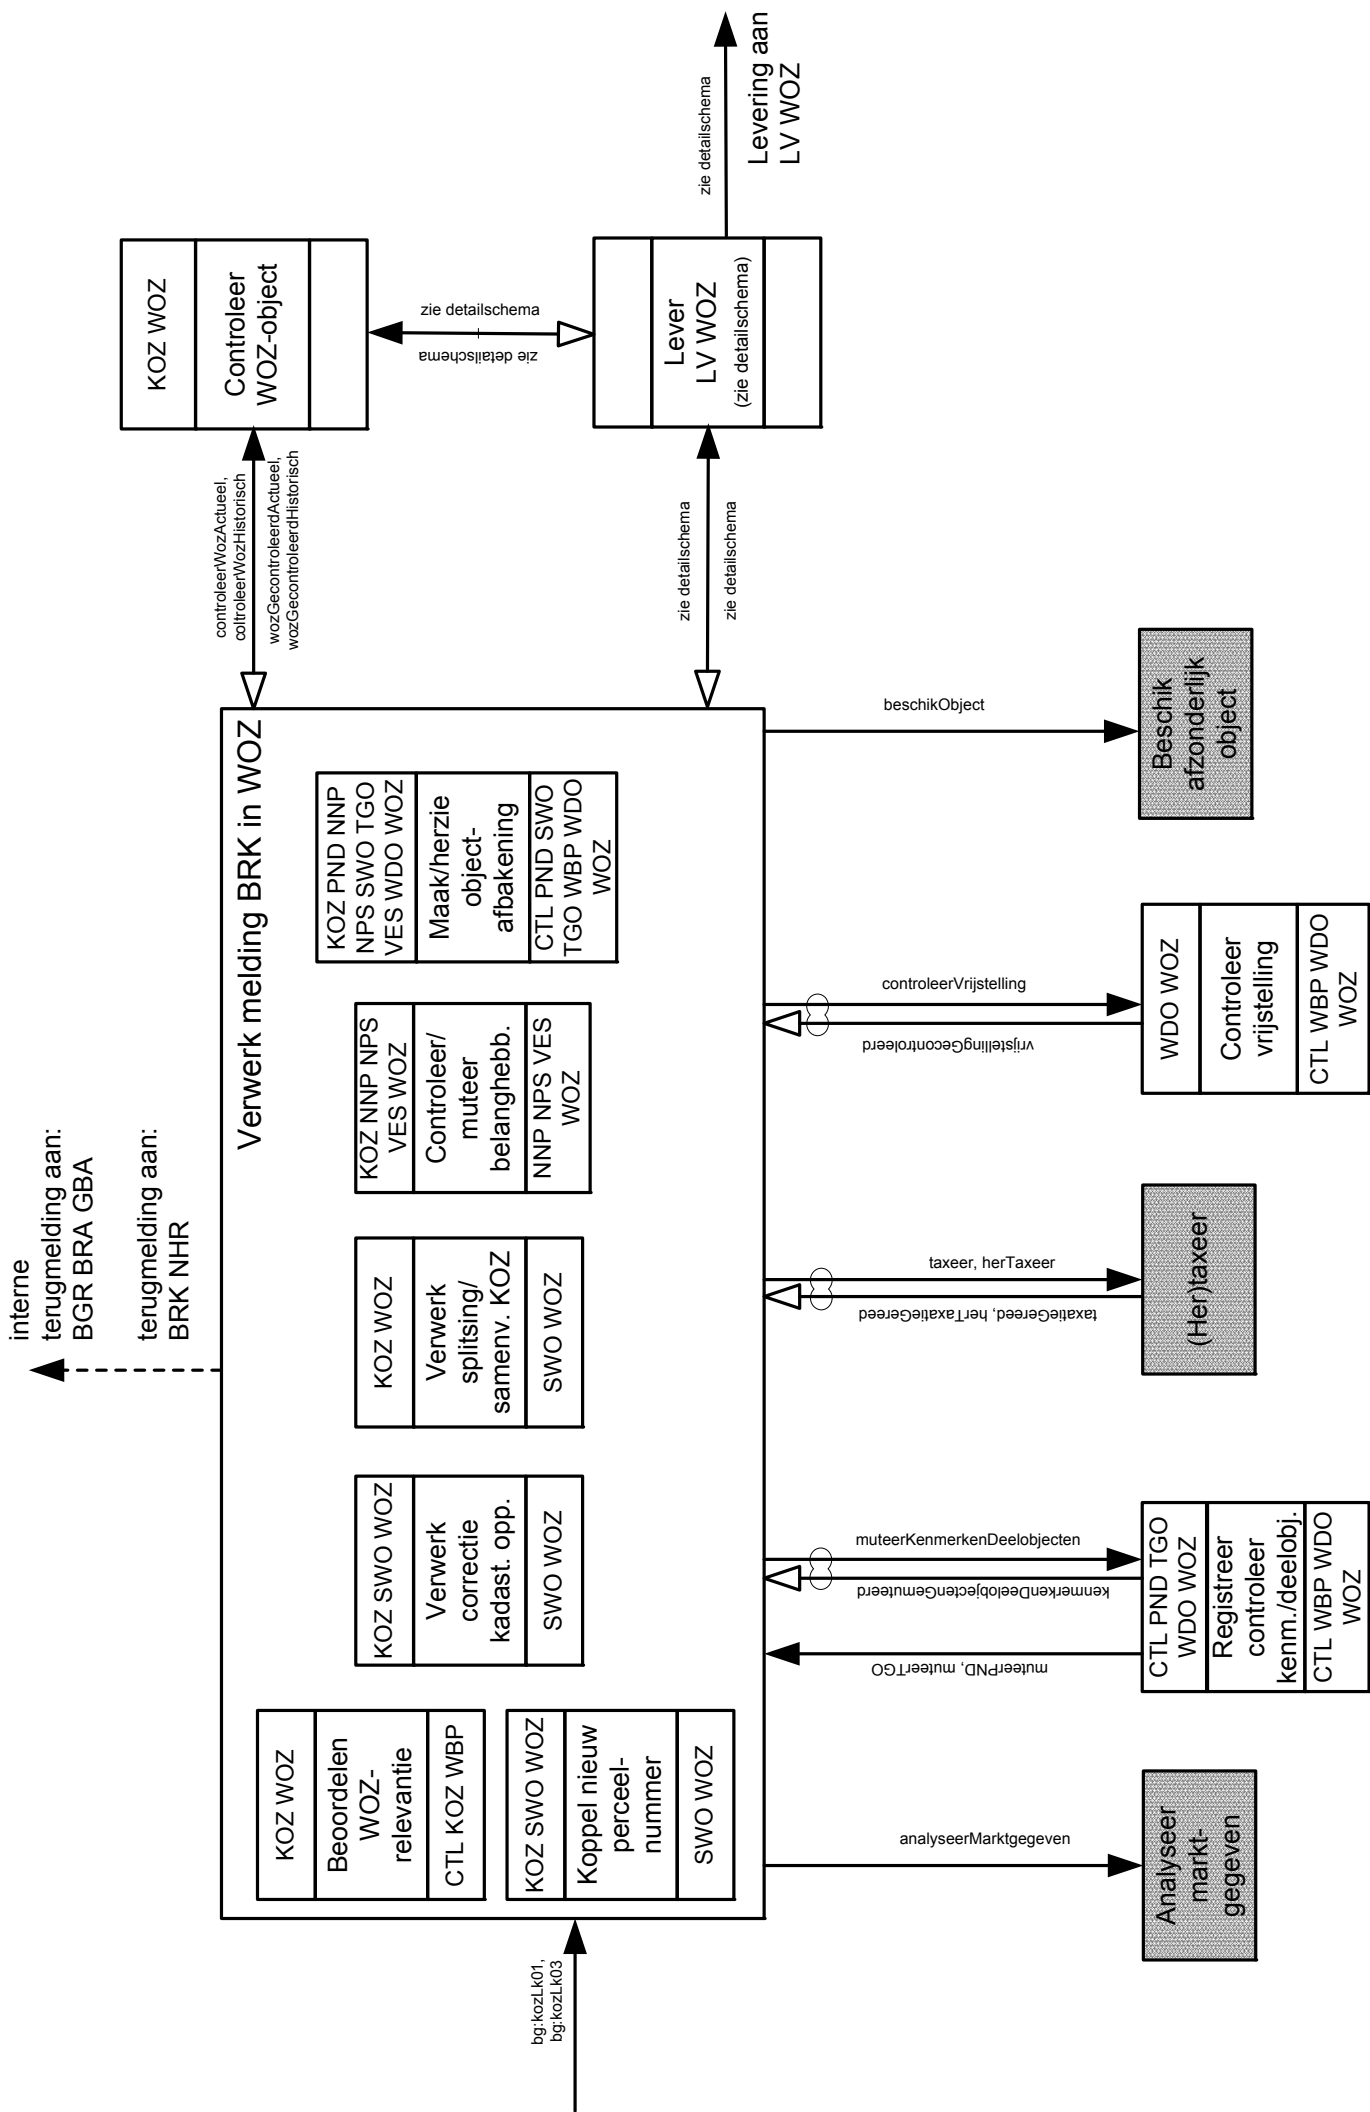 interne
terugmelding aan:
BGR BRA GBA
terugmelding aan:
BRK NHR
bg:kozLk01,
bg:kozLk03
Verwerk melding BRK in WOZ
KOZ WOZ
Beoordelen
WOZ-
relevantie
CTL KOZ WBP
KOZ SWO WOZ
Koppel nieuw
perceel-
nummer
SWO WOZ
KOZ SWO WOZ
Verwerk
correctie
kadast. opp.
SWO WOZ
KOZ WOZ
Verwerk
splitsing/
samenv. KOZ
SWO WOZ
KOZ NNP NPS
VES WOZ
Controleer/
muteer
belanghebb.
NNP NPS VES
WOZ
KOZ PND NNP
NPS SWO TGO
VES WDO WOZ
Maak/herzie
object-
afbakening
CTL PND SWO
TGO WBP WDO
WOZ
controleerWozActueel,
coltroleerWozHistorisch
wozGecontroleerdActueel,
wozGecontroleerdHistorisch
KOZ WOZ
Controleer
WOZ-object
zie detailschema
zie detailschema
zie detailschema
zie detailschema
Lever
LV WOZ
(zie detailschema)
zie detailschema
Levering aan
LV WOZ
analyseerMarktgegeven
Analyseer
markt-
gegeven
muteerPND, muteerTGO
kenmerkenDeelobjectenGemuteerd
muteerKenmerkenDeelobjecten
CTL PND TGO
WDO WOZ
Registreer
controleer
kenm./deelobj.
CTL WBP WDO
WOZ
taxatieGereed, herTaxatieGereed
taxeer, herTaxeer
(Her)taxeer
vrijstellingGecontroleerd
controleerVrijstelling
WDO WOZ
Controleer
vrijstelling
CTL WBP WDO
WOZ
beschikObject
Beschik
afzonderlijk
object